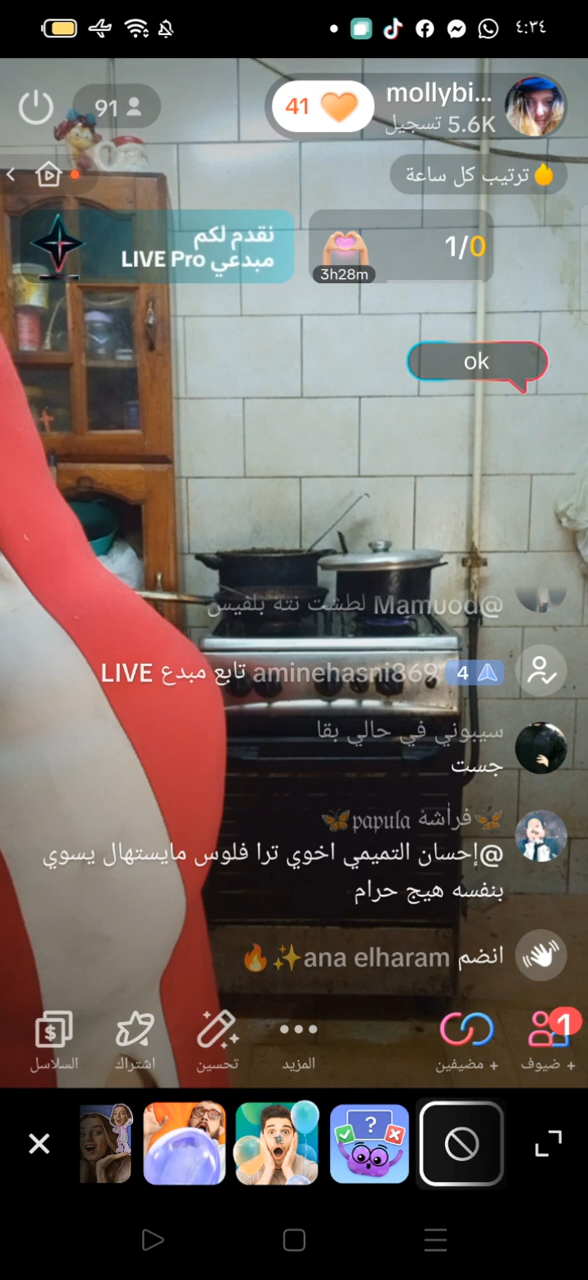 ٤:٣٤
mollybi...
5.6K تسجيل
41
91
ترتيب كل ساعة
1/0
3h28m
نقدم لكم
مبدعي LIVE Pro
ok
@Mamuod لطشت نته بلفيس
4 aminehasni869 تابع مبدع LIVE
سيبوني في حالي بقا
جست
فراشة papula
@إحسان التميمي اخوي ترا فلوس مايستهال يسوي
بنفسه هيج حرام
ana elharam انضم
1
+ ضيوف
+ مضيفين
المزيد
تحسين
اشتراك
السلاسل
$
?